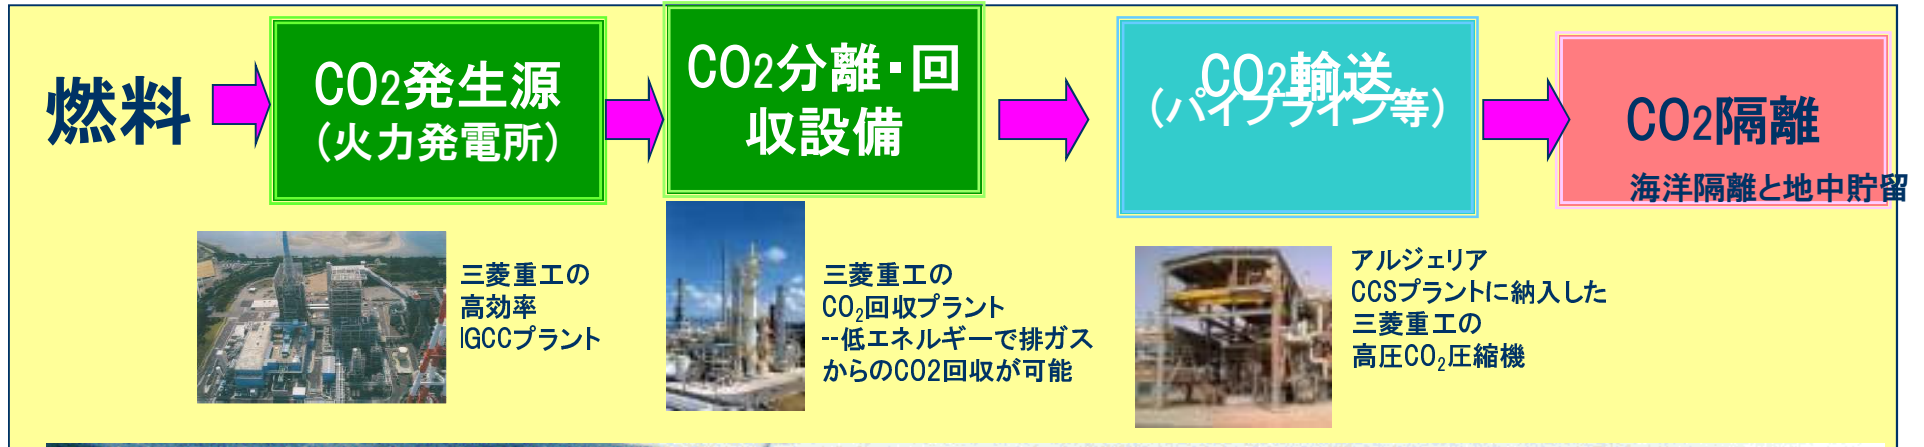 燃料
CO2発生源
（火力発電所）
CO2分離・回
収設備
CO2輸送
（パイプライン等）
CO2隔離
海洋隔離と地中貯留
三菱重工の
高効率
IGCCプラント
三菱重工の
CO₂回収プラント
--低エネルギーで排ガス
からのCO2回収が可能
アルジェリア
CCSプラントに納入した
三菱重工の
高圧CO₂圧縮機